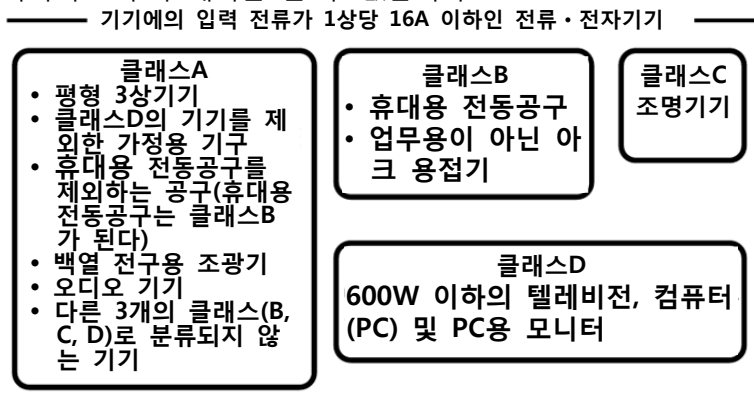 기기에의 입력 전류가 1상당 16A 이하인 전류・전자기기
클래스A
• 평형 3상기기
• 클래스D의 기기를 제
외한 가정용 기구
• 휴대용 전동공구를
제외하는 공구(휴대용
전동공구는 클래스B
가 된다)
• 백열 전구용 조광기
• 오디오 기기
• 다른 3개의 클래스(B,
C, D)로 분류되지 않
는 기기
클래스B
• 휴대용 전동공구
• 업무용이 아닌 아
크 용접기
클래스C
조명기기
클래스D
600W 이하의 텔레비전, 컴퓨터
(PC) 및 PC용 모니터